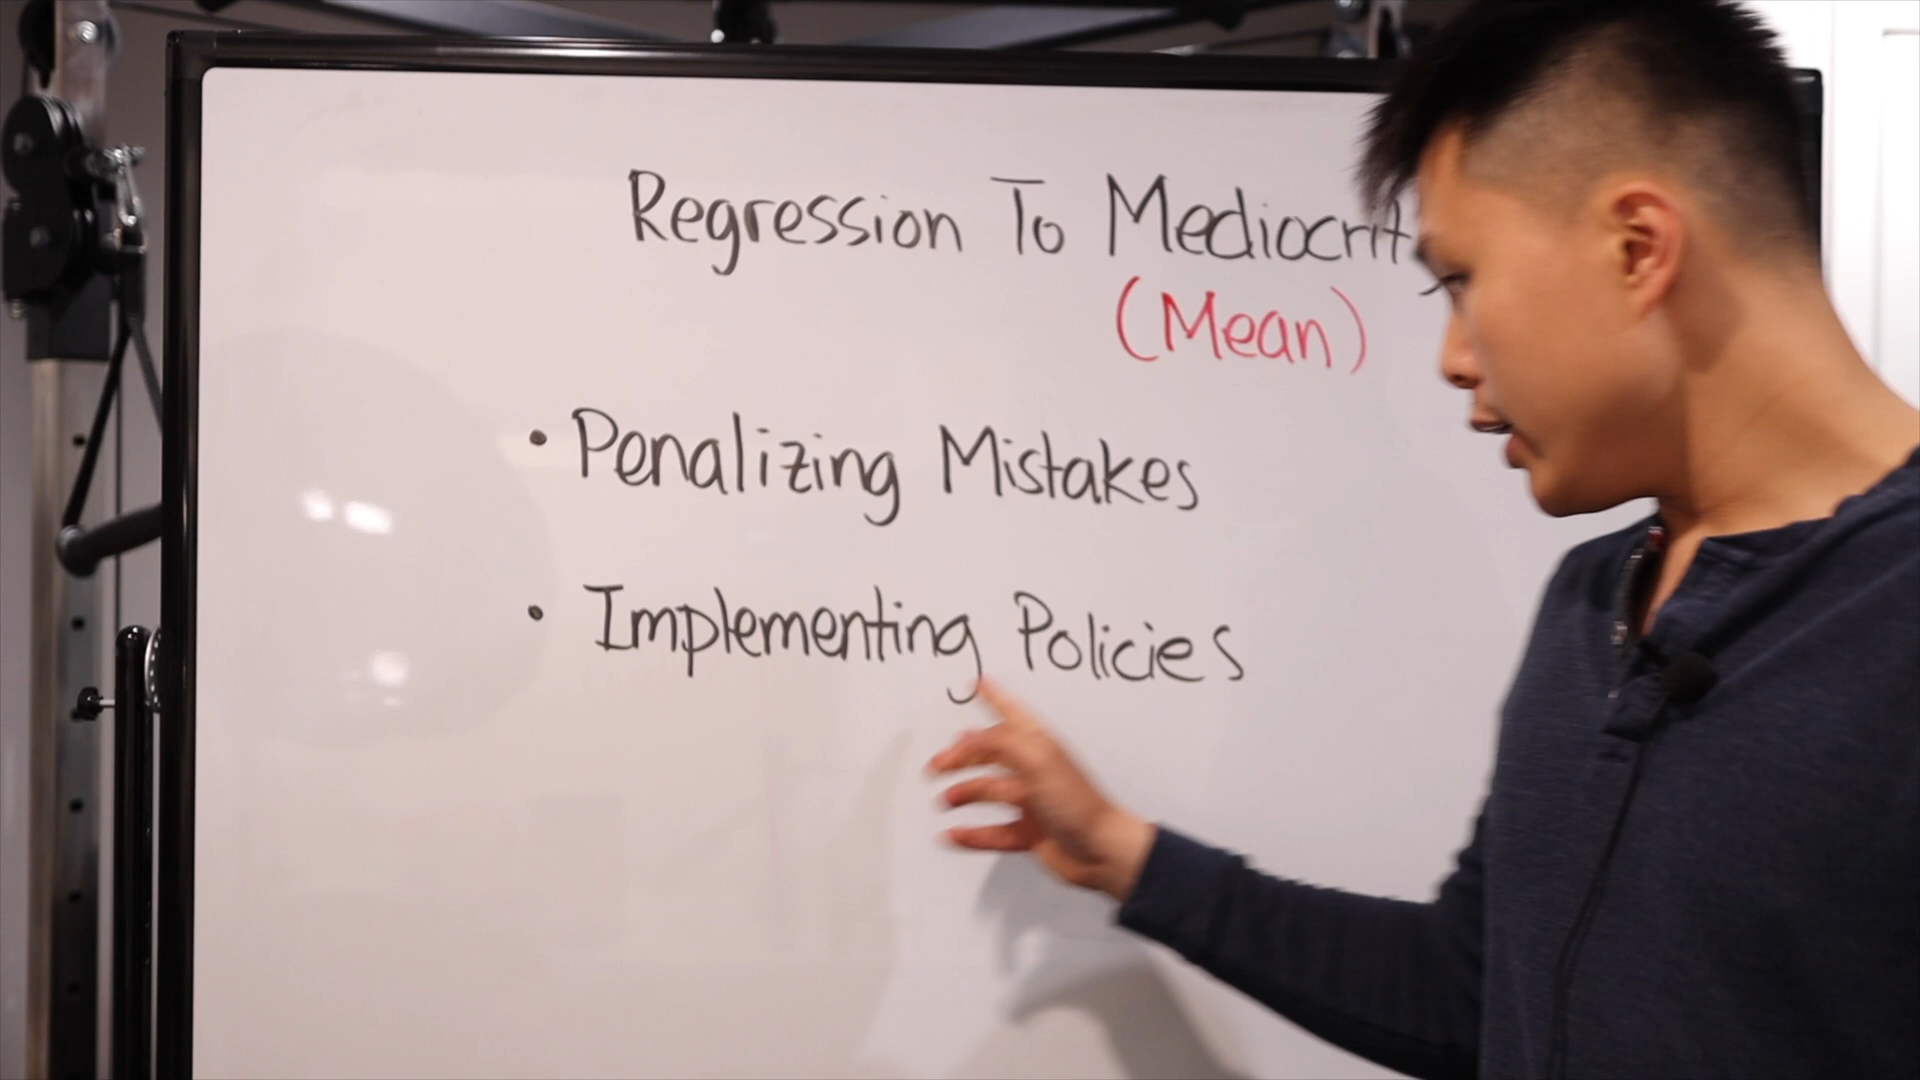 Regression To Mediocrit
(Mean)
• Penalizing Mistakes
• Implementing Policies